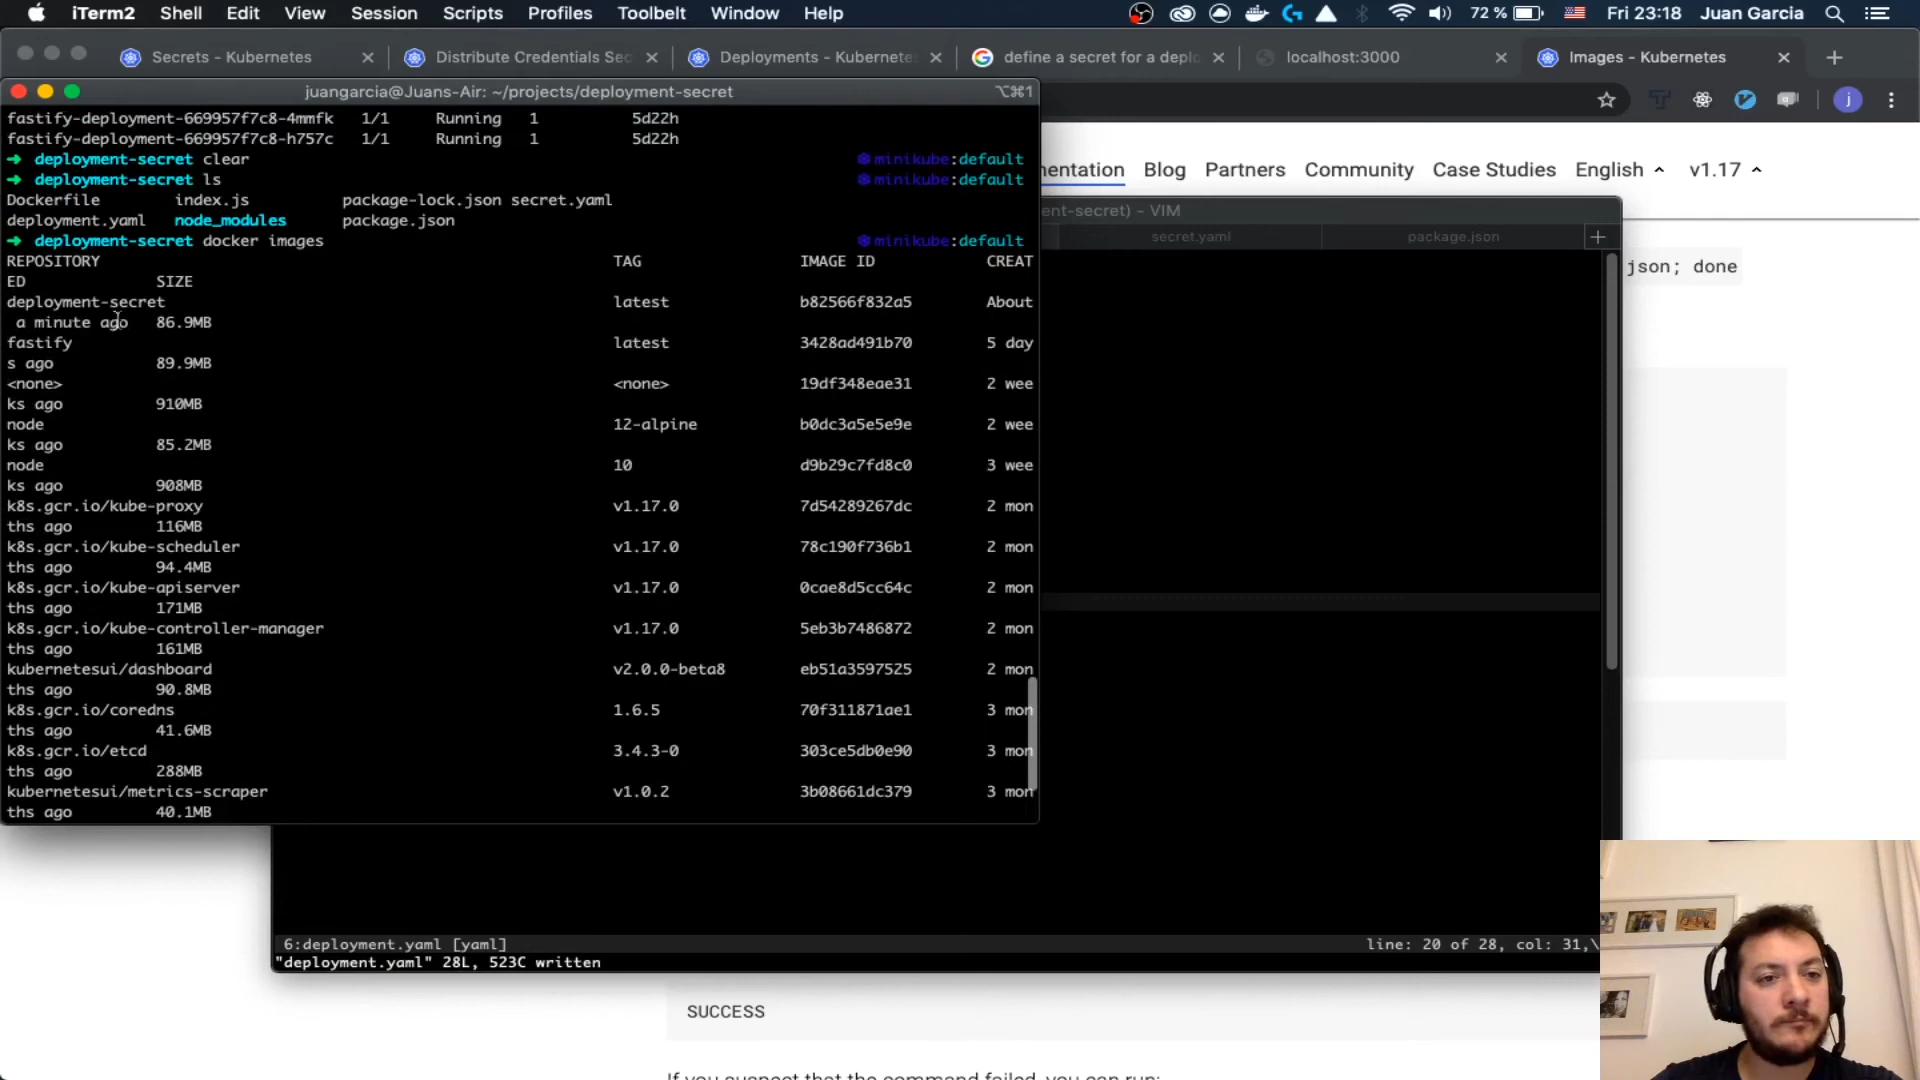 iTerm2 Shell Edit View Session Scripts Profiles Toolbelt Window Help 72 % Fri 23:18 Juan Garcia
Secrets - Kubernetes Distribute Credentials Sec Deployments - Kubernete define a secret for a deplo localhost:3000 Images - Kubernetes
juangarcia@Juans-Air: ~/projects/deployment-secret ⌥⌘1
fastify-deployment-669957f7c8-4mmfk 1/1 Running 1 5d22h
fastify-deployment-669957f7c8-h757c 1/1 Running 1 5d22h
➜ deployment-secret clear minikube:default
➜ deployment-secret ls minikube:default
Dockerfile index.js package-lock.json secret.yaml
deployment.yaml node_modules package.json
➜ deployment-secret docker images minikube:default
REPOSITORY TAG IMAGE ID CREAT
ED SIZE
deployment-secret latest b82566f832a5 About
a minute ago 86.9MB
fastify latest 3428ad491b70 5 day
s ago 89.9MB
<none> <none> 19df348eae31 2 wee
ks ago 910MB
node 12-alpine b0dc3a5e5e9e 2 wee
ks ago 85.2MB
node 10 d9b29c7fd8c0 3 wee
ks ago 908MB
k8s.gcr.io/kube-proxy v1.17.0 7d54289267dc 2 mon
ths ago 116MB
k8s.gcr.io/kube-scheduler v1.17.0 78c190f736b1 2 mon
ths ago 94.4MB
k8s.gcr.io/kube-apiserver v1.17.0 0cae8d5cc64c 2 mon
ths ago 171MB
k8s.gcr.io/kube-controller-manager v1.17.0 5eb3b7486872 2 mon
ths ago 161MB
kubernetesui/dashboard v2.0.0-beta8 eb51a3597525 2 mon
ths ago 90.8MB
k8s.gcr.io/coredns 1.6.5 70f311871ae1 3 mon
ths ago 41.6MB
k8s.gcr.io/etcd 3.4.3-0 303ce5db0e90 3 mon
ths ago 288MB
kubernetesui/metrics-scraper v1.0.2 3b08661dc379 3 mon
ths ago 40.1MB
mentation Blog Partners Community Case Studies English v1.17
ent-secret) - VIM
secret.yaml package.json
json; done
6:deployment.yaml [yaml] line: 20 of 28, col: 31,\
"deployment.yaml" 28L, 523C written
SUCCESS
If you suspect that the command failed, you can run: